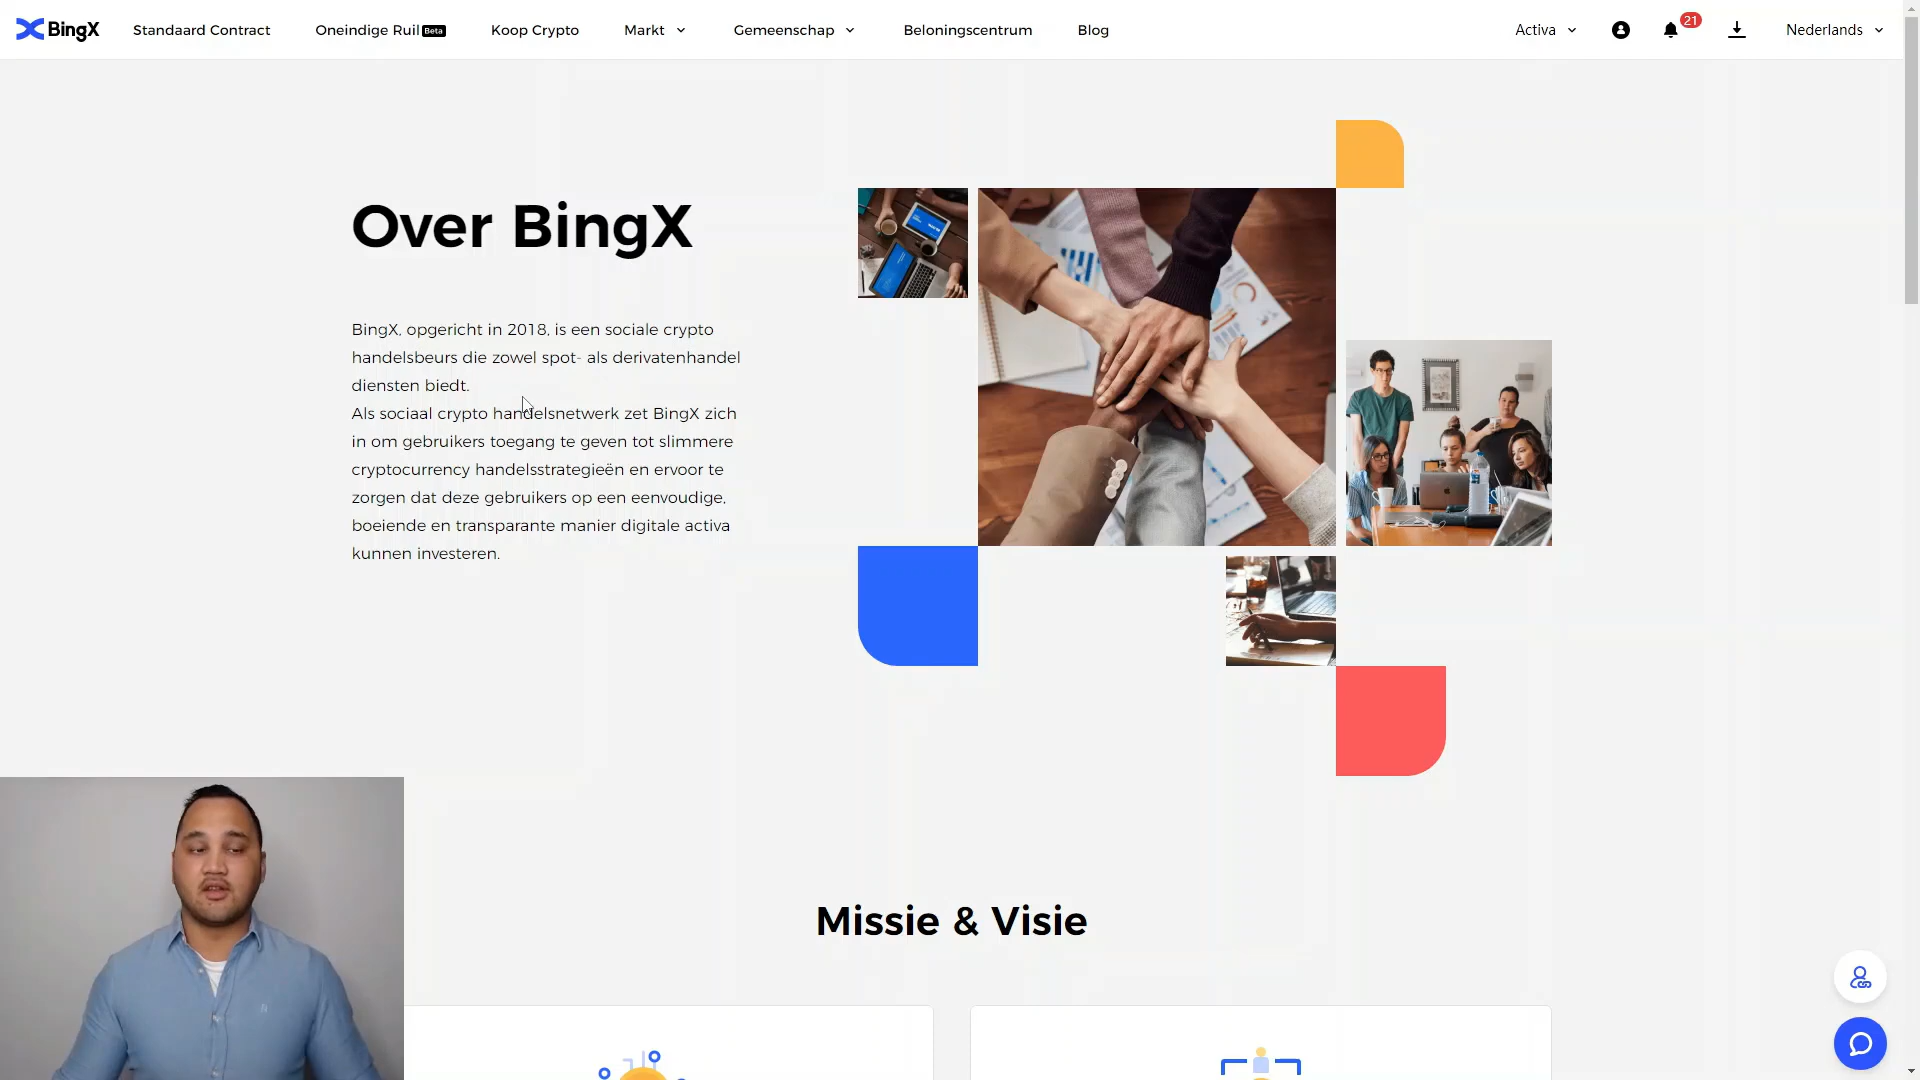 BingX
Standaard Contract
Oneindige Ruil Beta
Koop Crypto
Markt
Gemeenschap
Beloningscentrum
Blog
Activa
21
Nederlands
Over BingX
BingX, opgericht in 2018, is een sociale crypto
handelsbeurs die zowel spot- als derivatenhandel
diensten biedt.
Als sociaal crypto handelsnetwerk zet BingX zich
in om gebruikers toegang te geven tot slimmere
cryptocurrency handelsstrategieën en ervoor te
zorgen dat deze gebruikers op een eenvoudige,
boeiende en transparante manier digitale activa
kunnen investeren.
Missie & Visie